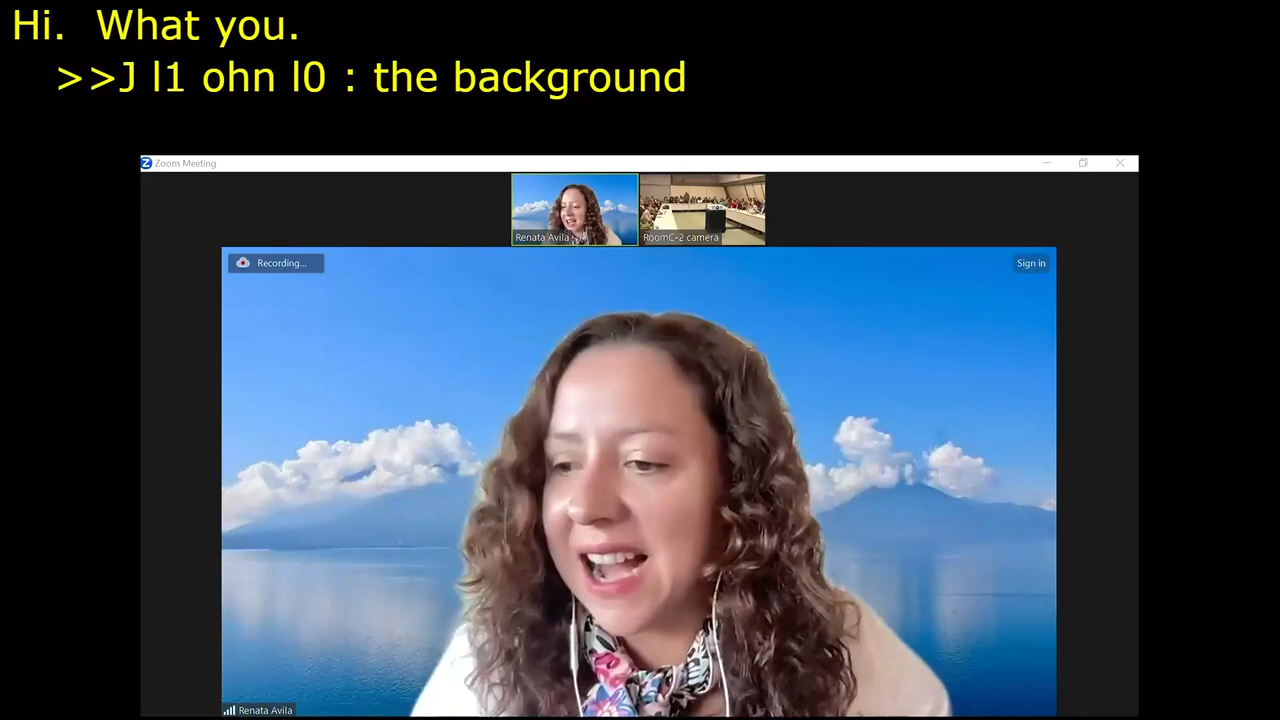 Hi.  What you.
>>J l1 ohn l0 : the background
Zoom Meeting
Renata Avila
RoomC-2 camera
Recording...
Sign in
Renata Avila